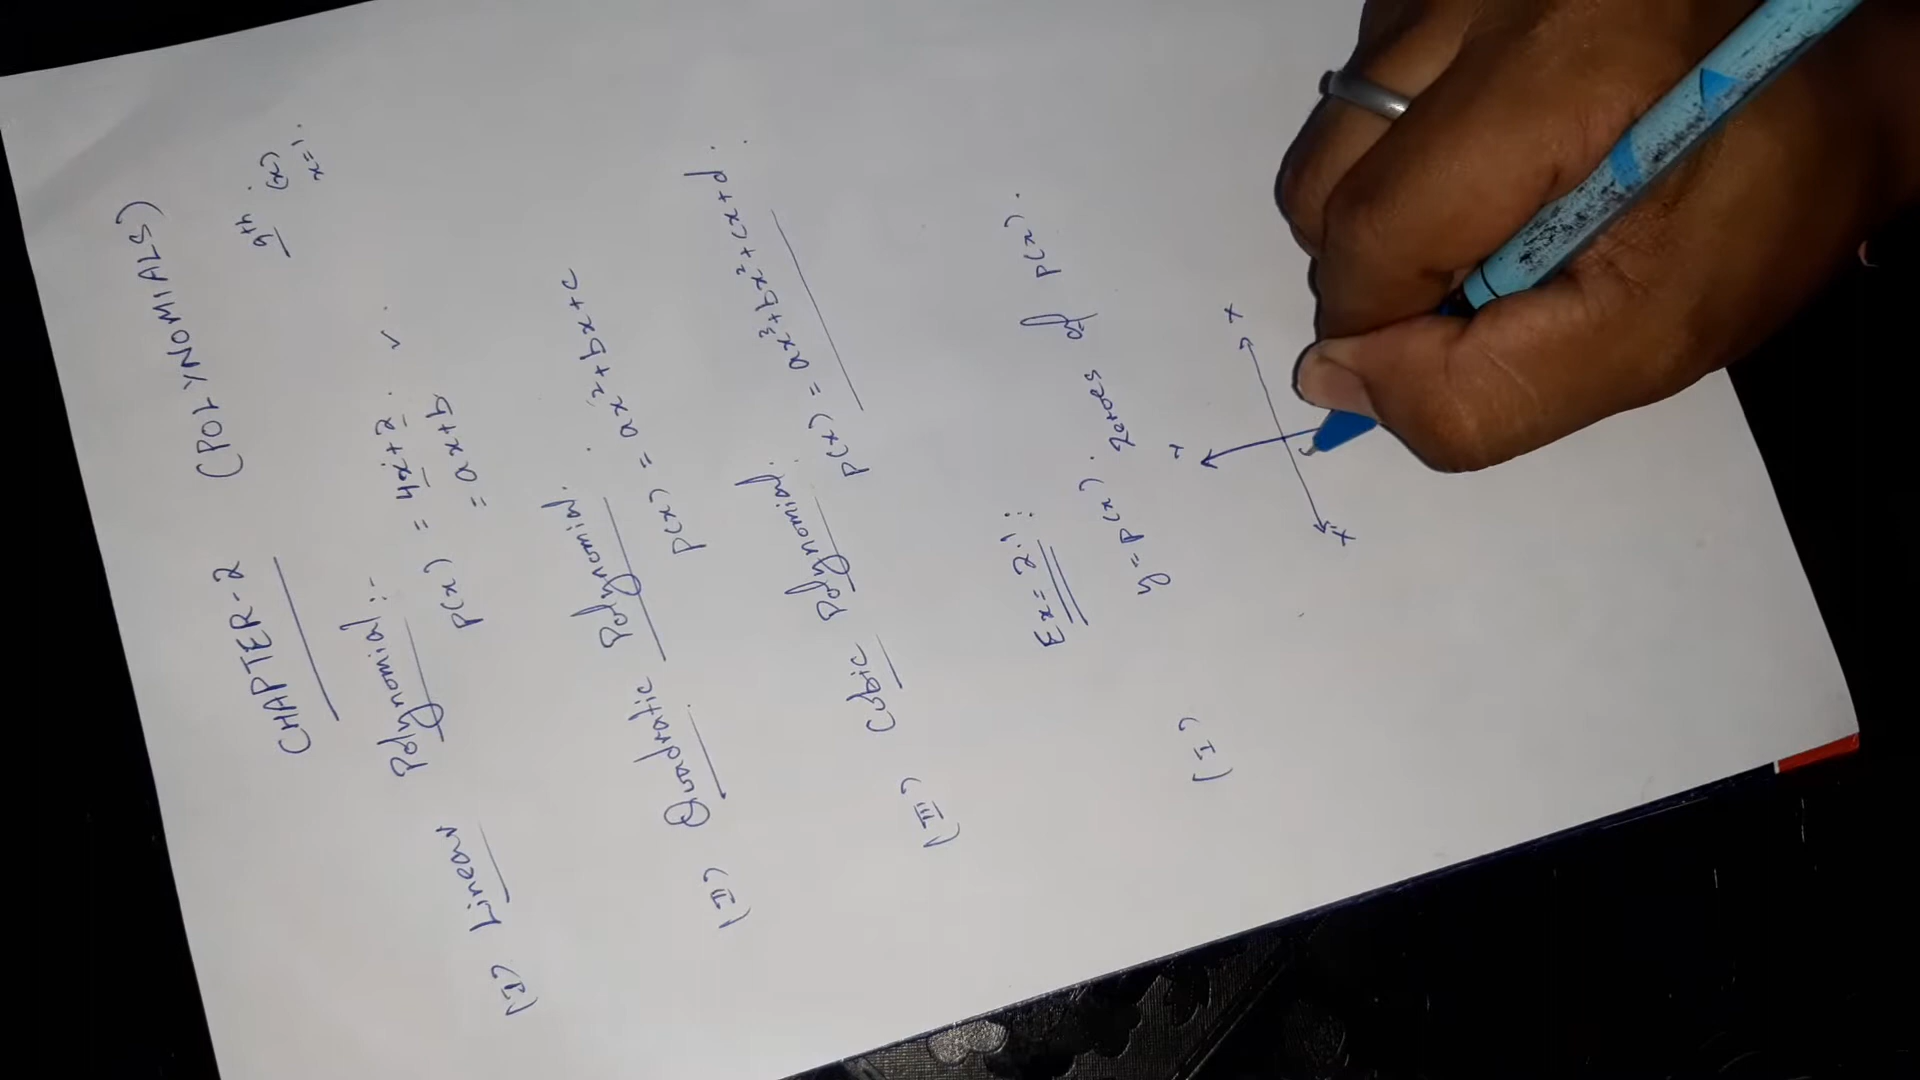 CHAPTER-2 (POLYNOMIALS)
9th (x)
x=1.
(I) Linear Polynomial :-
P(x) = 4x+2.
= ax+b
(II) Quadratic Polynomial.
P(x) = ax²+bx+c
(III) Cubic Polynomial.
P(x) = ax³+bx²+cx+d.
Ex= 2.1 :
y = P(x). Zeroes of P(x).
(I)
Y
X' X